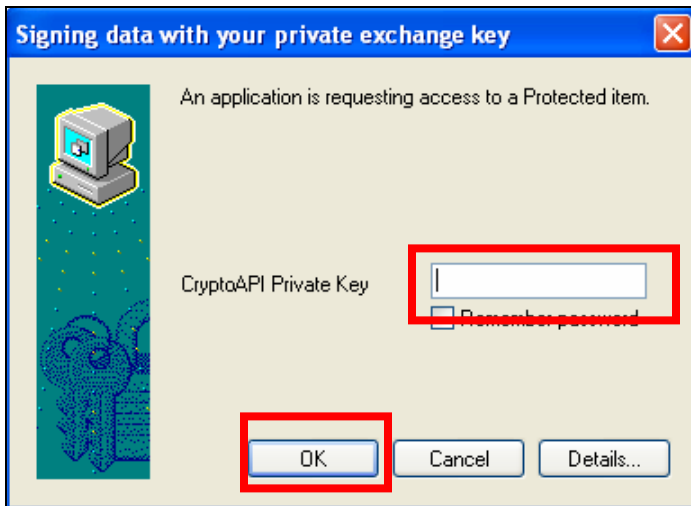 Signing data with your private exchange key
An application is requesting access to a Protected item.
CryptoAPI Private Key
Remember password
OK
Cancel
Details...